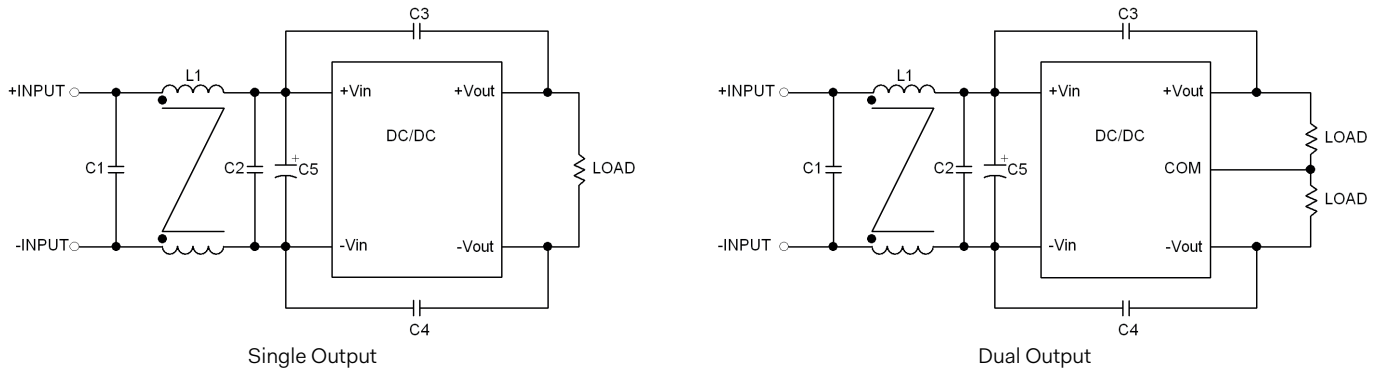 C3
+INPUT
L1
+Vin
+Vout
DC/DC
C1
C2
+
C5
LOAD
-INPUT
-Vin
-Vout
C4
Single Output
C3
+INPUT
L1
+Vin
+Vout
DC/DC
LOAD
C1
C2
+
C5
COM
LOAD
-INPUT
-Vin
-Vout
C4
Dual Output